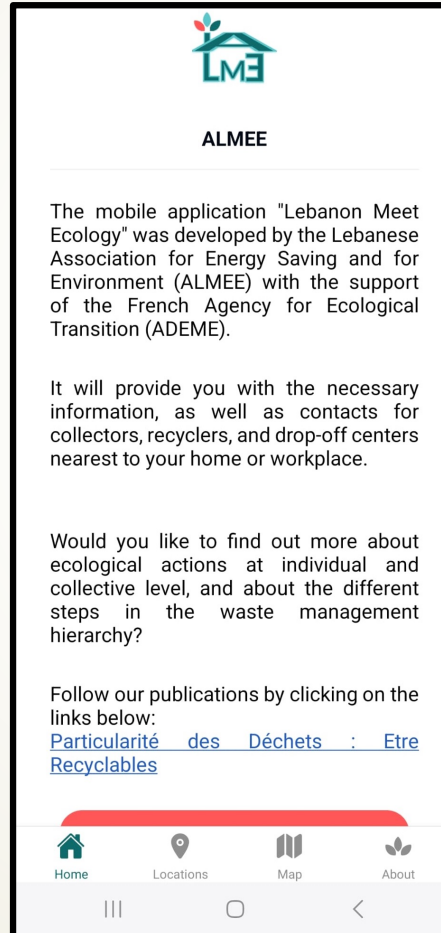 LME
ALMEE
The mobile application "Lebanon Meet
Ecology" was developed by the Lebanese
Association for Energy Saving and for
Environment (ALMEE) with the support
of the French Agency for Ecological
Transition (ADEME).
It will provide you with the necessary
information, as well as contacts for
collectors, recyclers, and drop-off centers
nearest to your home or workplace.
Would you like to find out more about
ecological actions at individual and
collective level, and about the different
steps in the waste management
hierarchy?
Follow our publications by clicking on the
links below:
Particularité des Déchets : Etre
Recyclables
Home Locations Map About